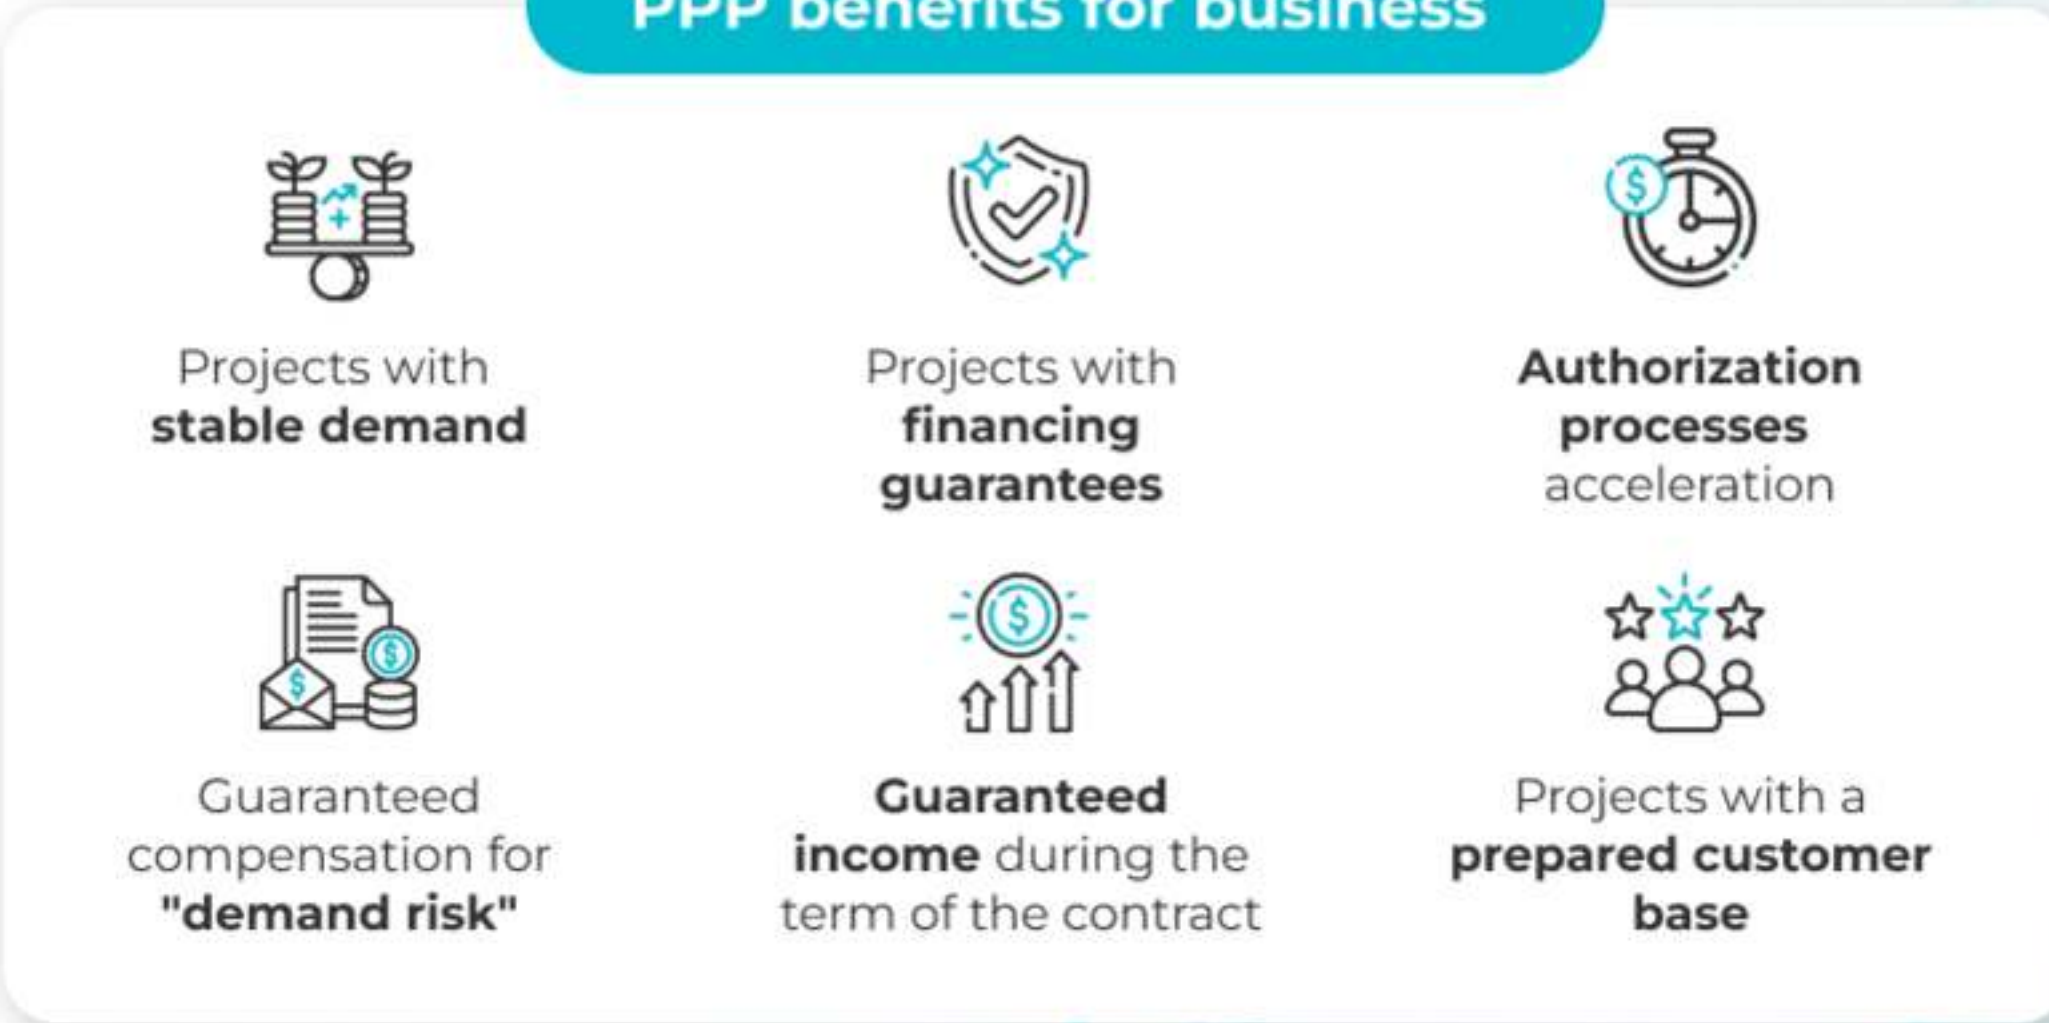 PPP benefits for business
Projects with
stable demand
Projects with
financing
guarantees
Authorization
processes
acceleration
Guaranteed
compensation for
"demand risk"
Guaranteed
income during the
term of the contract
Projects with a
prepared customer
base